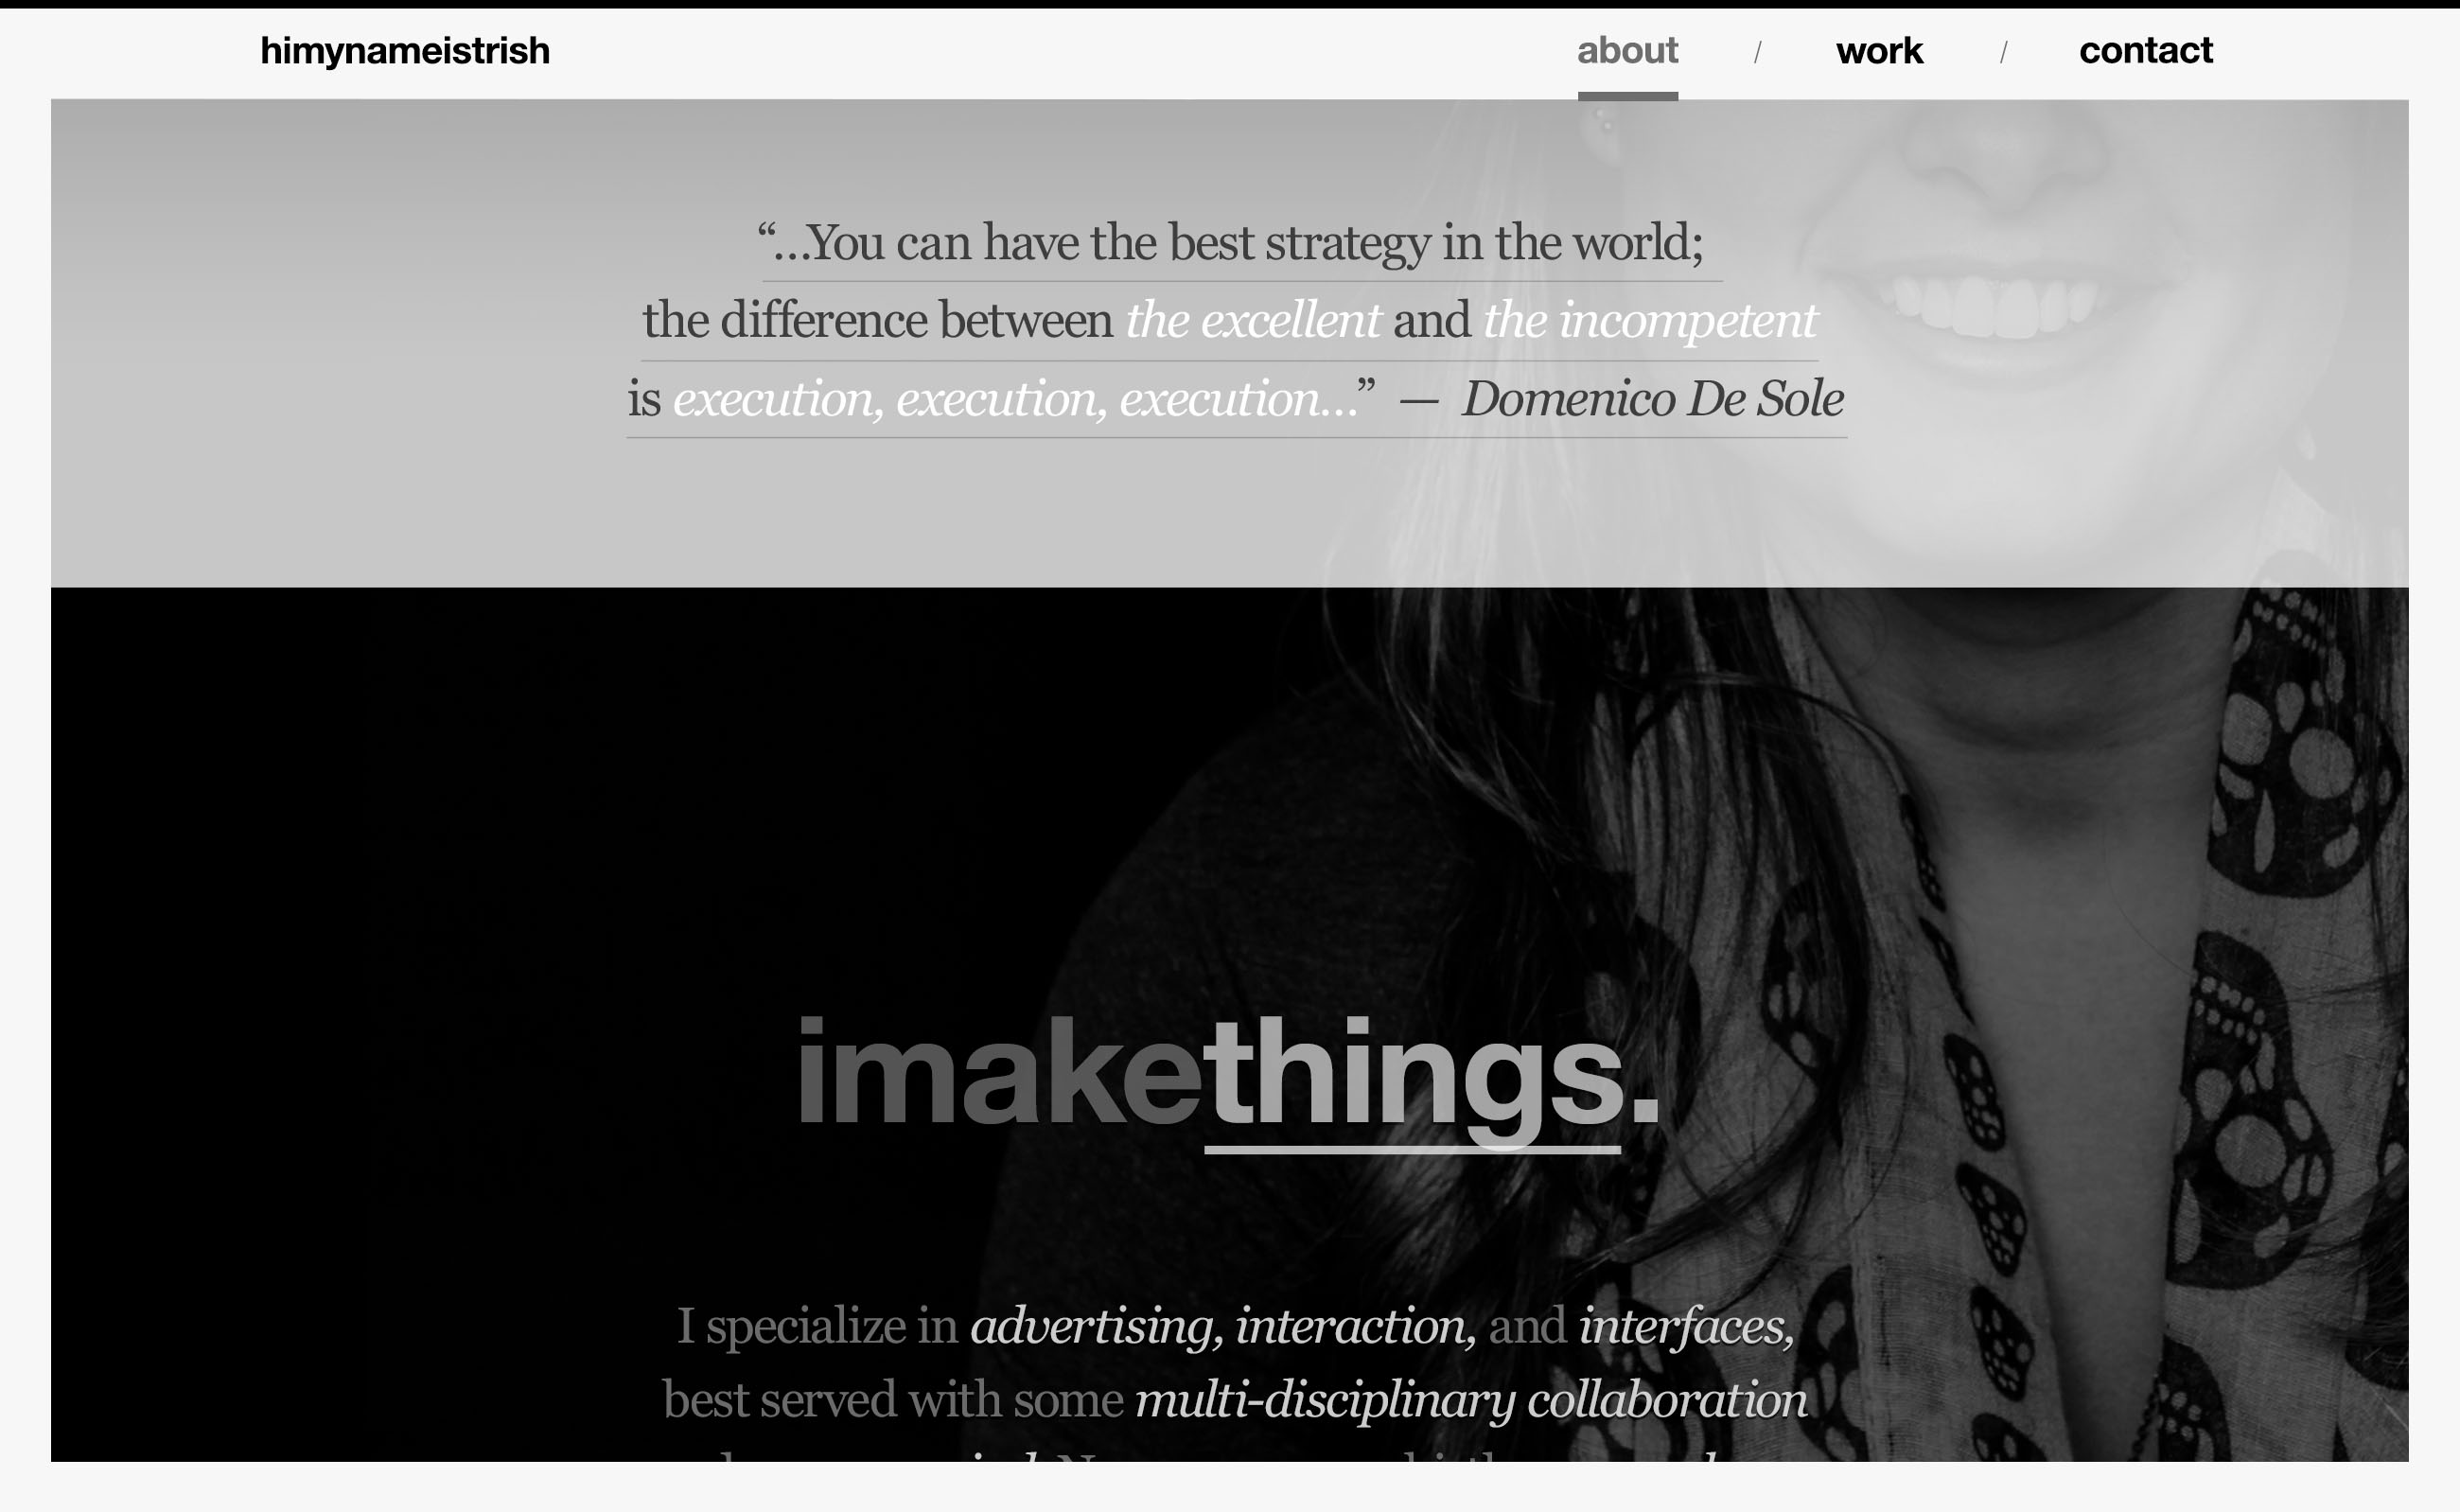 himynameistrish
about / work / contact
“…You can have the best strategy in the world;
the difference between the excellent and the incompetent
is execution, execution, execution…” — Domenico De Sole
imakethings.
I specialize in advertising, interaction, and interfaces,
best served with some multi-disciplinary collaboration